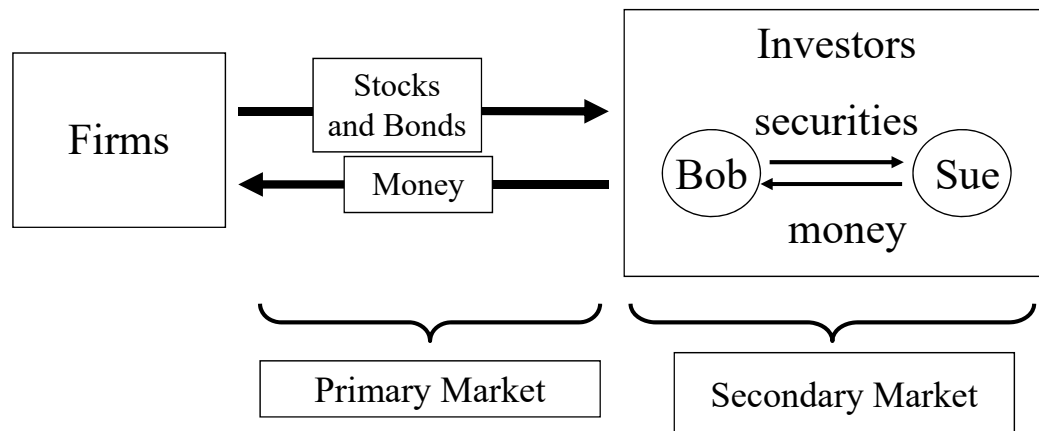 Investors
Stocks
and Bonds
securities
Firms
Bob
Sue
Money
money
Primary Market
Secondary Market